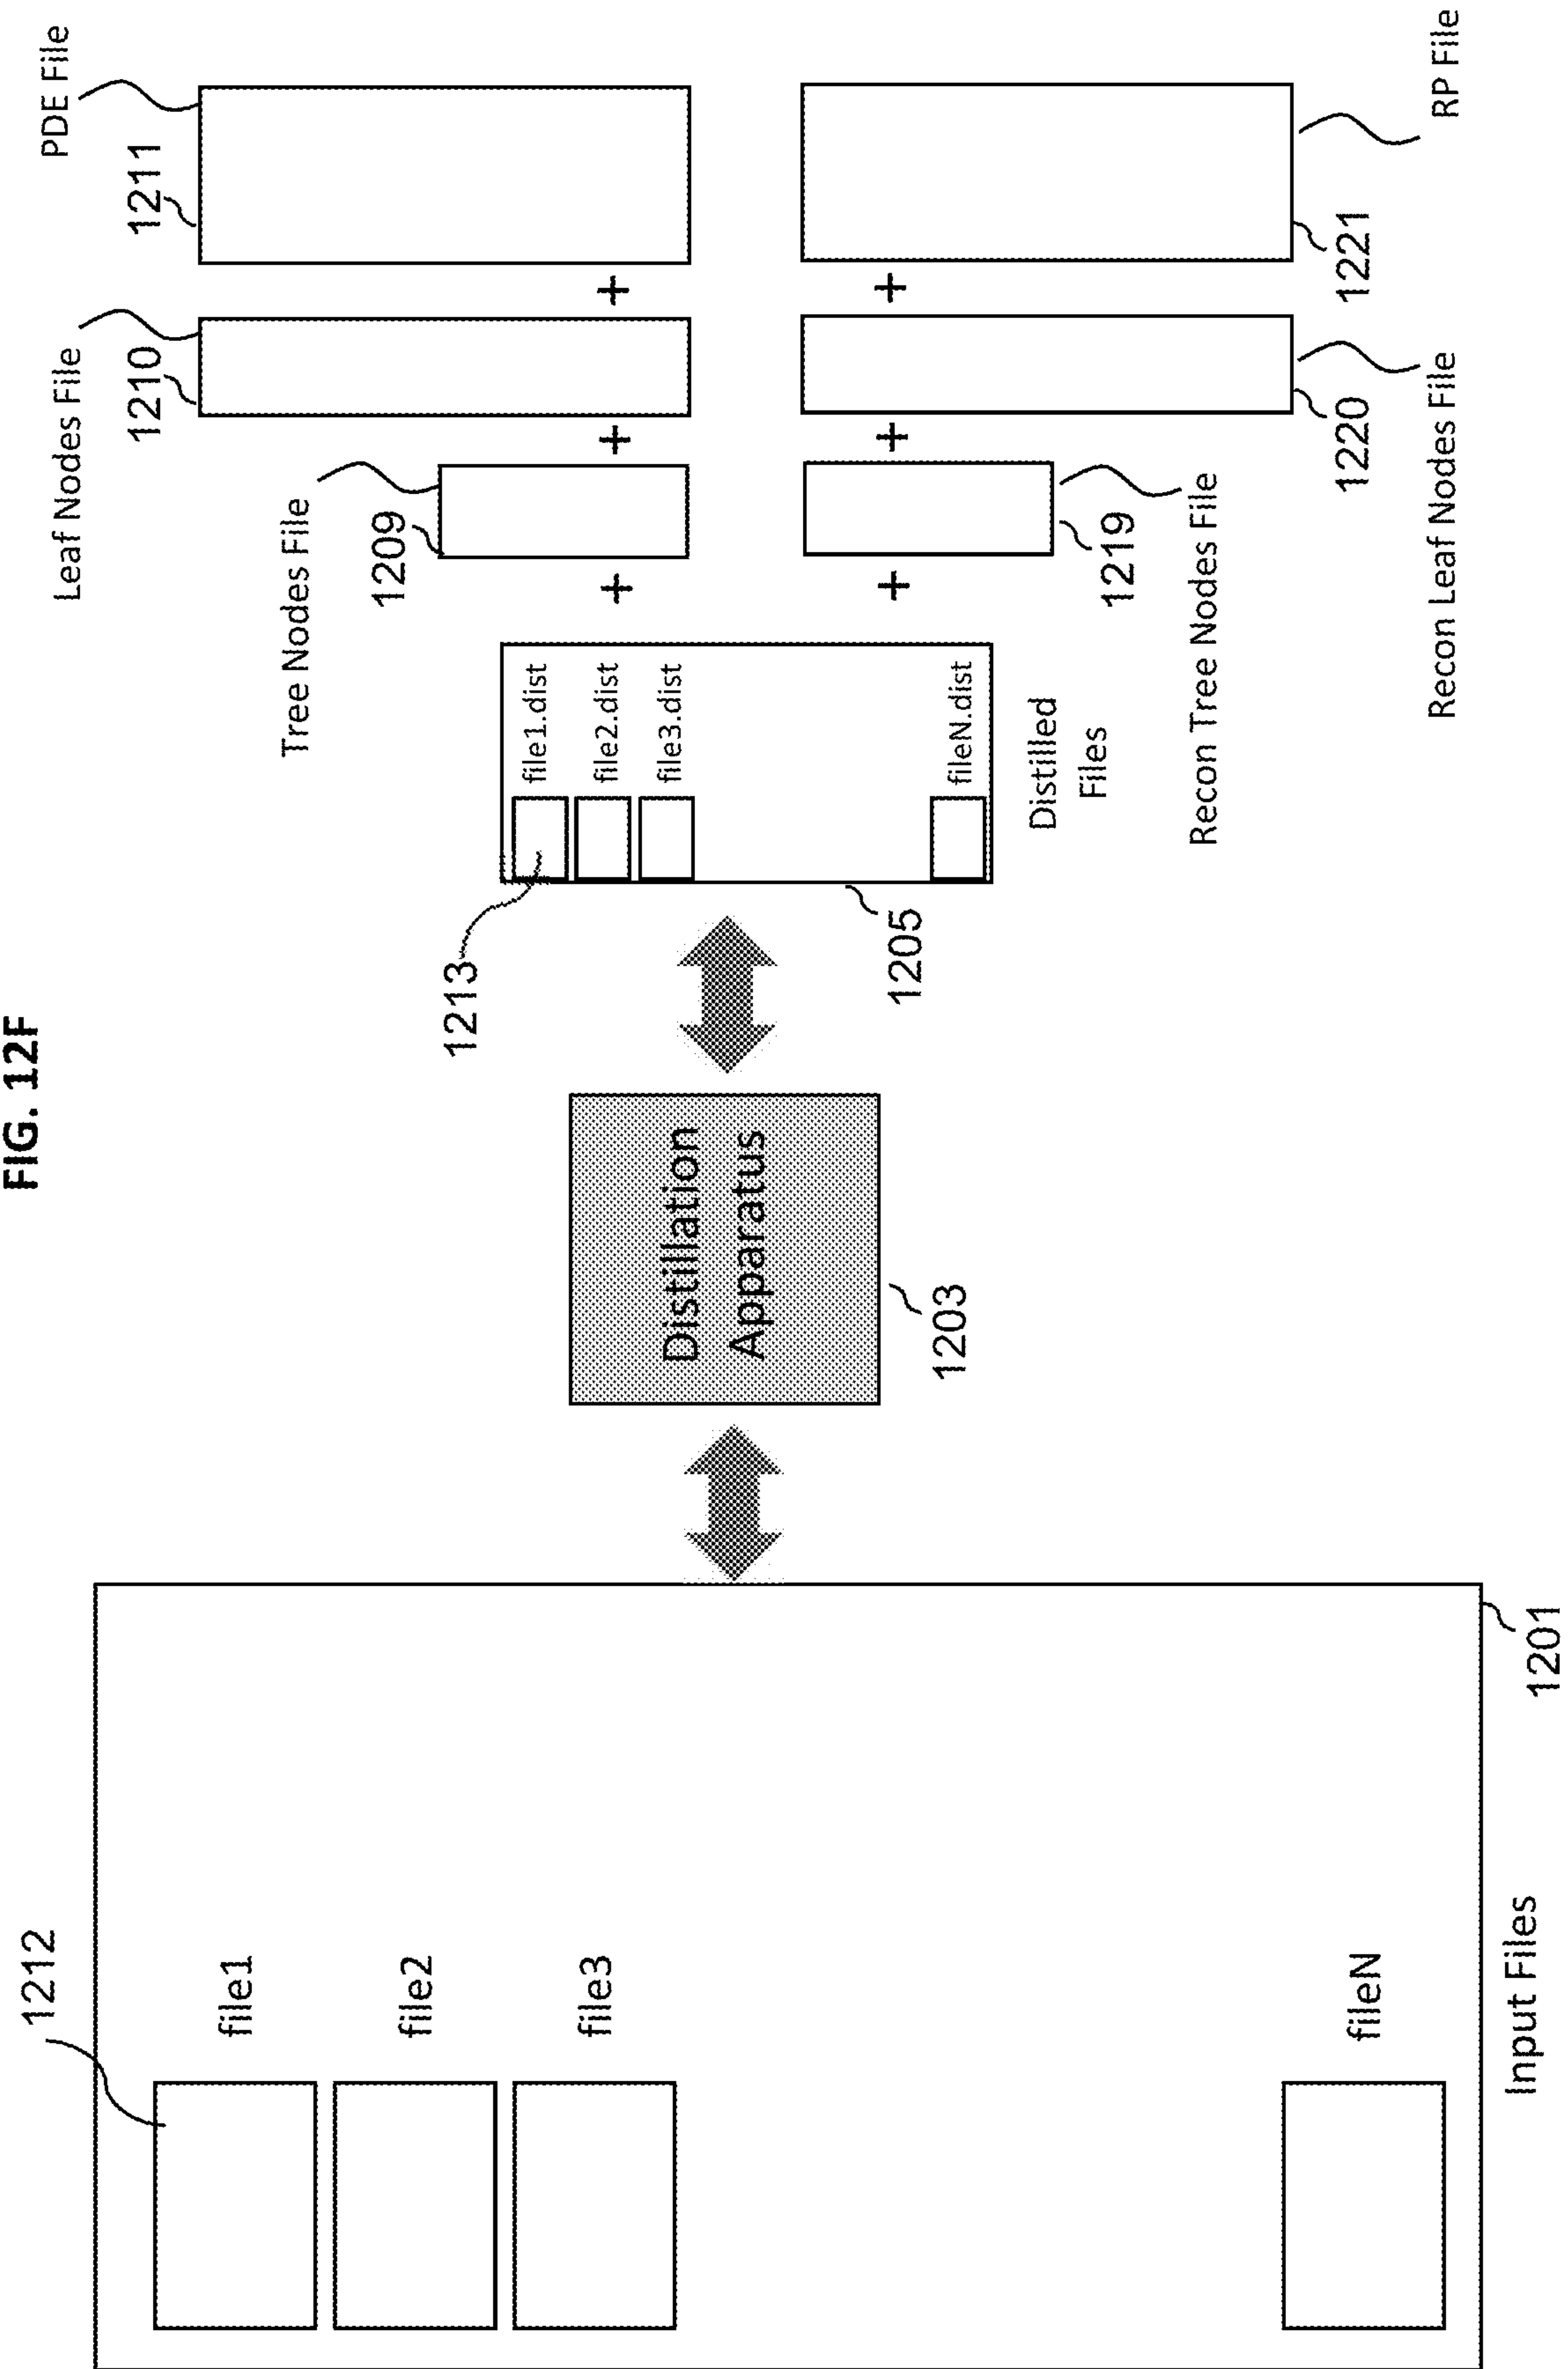 FIG. 12F
1212
file1
file2
file3
fileN
Input Files
1201
Distillation
Apparatus
1203
1213
file1.dist
file2.dist
file3.dist
fileN.dist
1205
Distilled
Files
Tree Nodes File
1209
+
Leaf Nodes File
1210
+
PDE File
1211
+
+
1219
Recon Tree Nodes File
+
1220
Recon Leaf Nodes File
+
1221
RP File